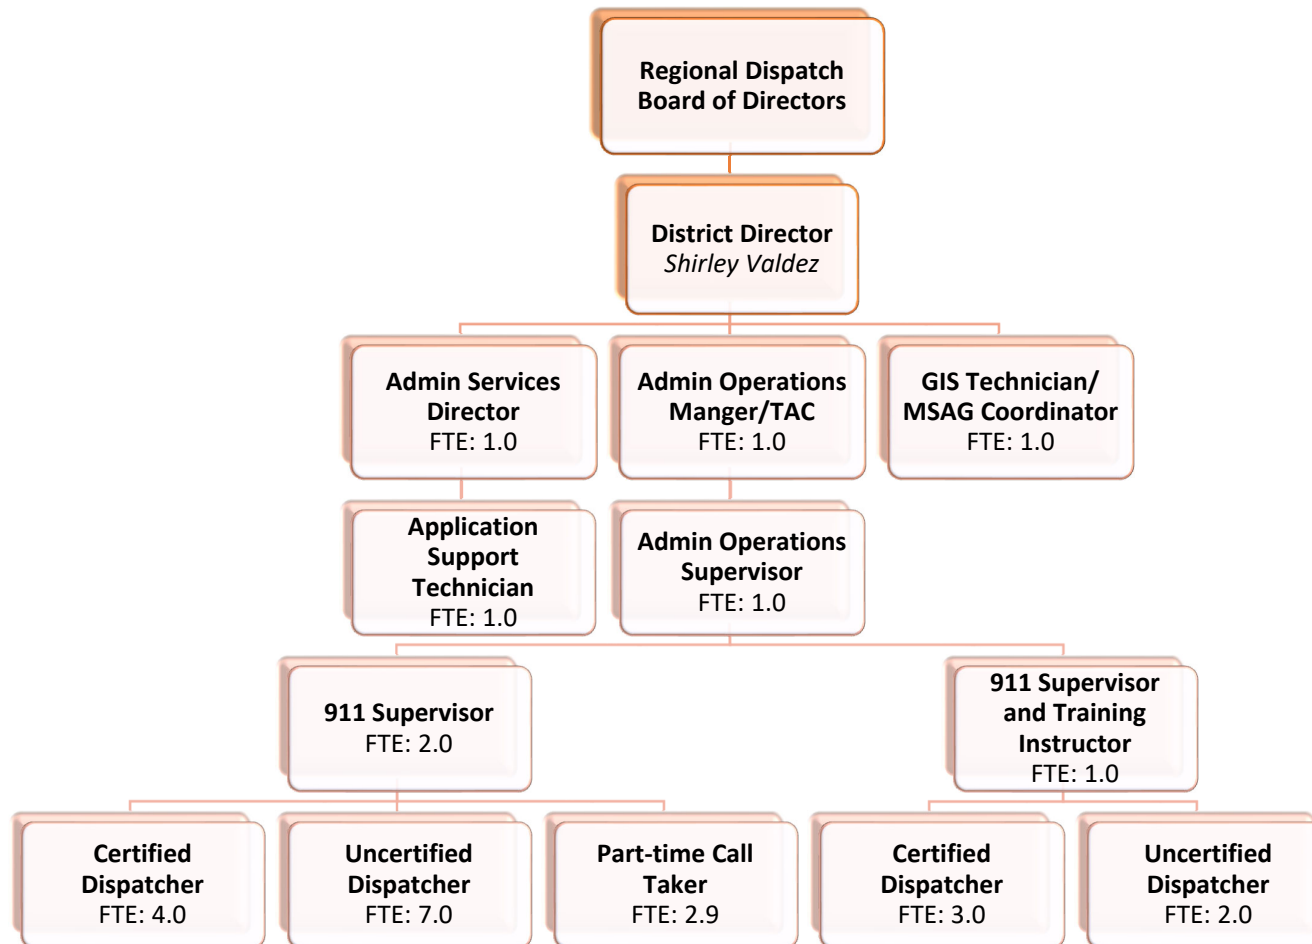 Regional Dispatch
Board of Directors
District Director
Shirley Valdez
Admin Services
Director
FTE: 1.0
Admin Operations
Manger/TAC
FTE: 1.0
GIS Technician/
MSAG Coordinator
FTE: 1.0
Application
Support
Technician
FTE: 1.0
Admin Operations
Supervisor
FTE: 1.0
911 Supervisor
FTE: 2.0
911 Supervisor
and Training
Instructor
FTE: 1.0
Certified
Dispatcher
FTE: 4.0
Uncertified
Dispatcher
FTE: 7.0
Part-time Call
Taker
FTE: 2.9
Certified
Dispatcher
FTE: 3.0
Uncertified
Dispatcher
FTE: 2.0